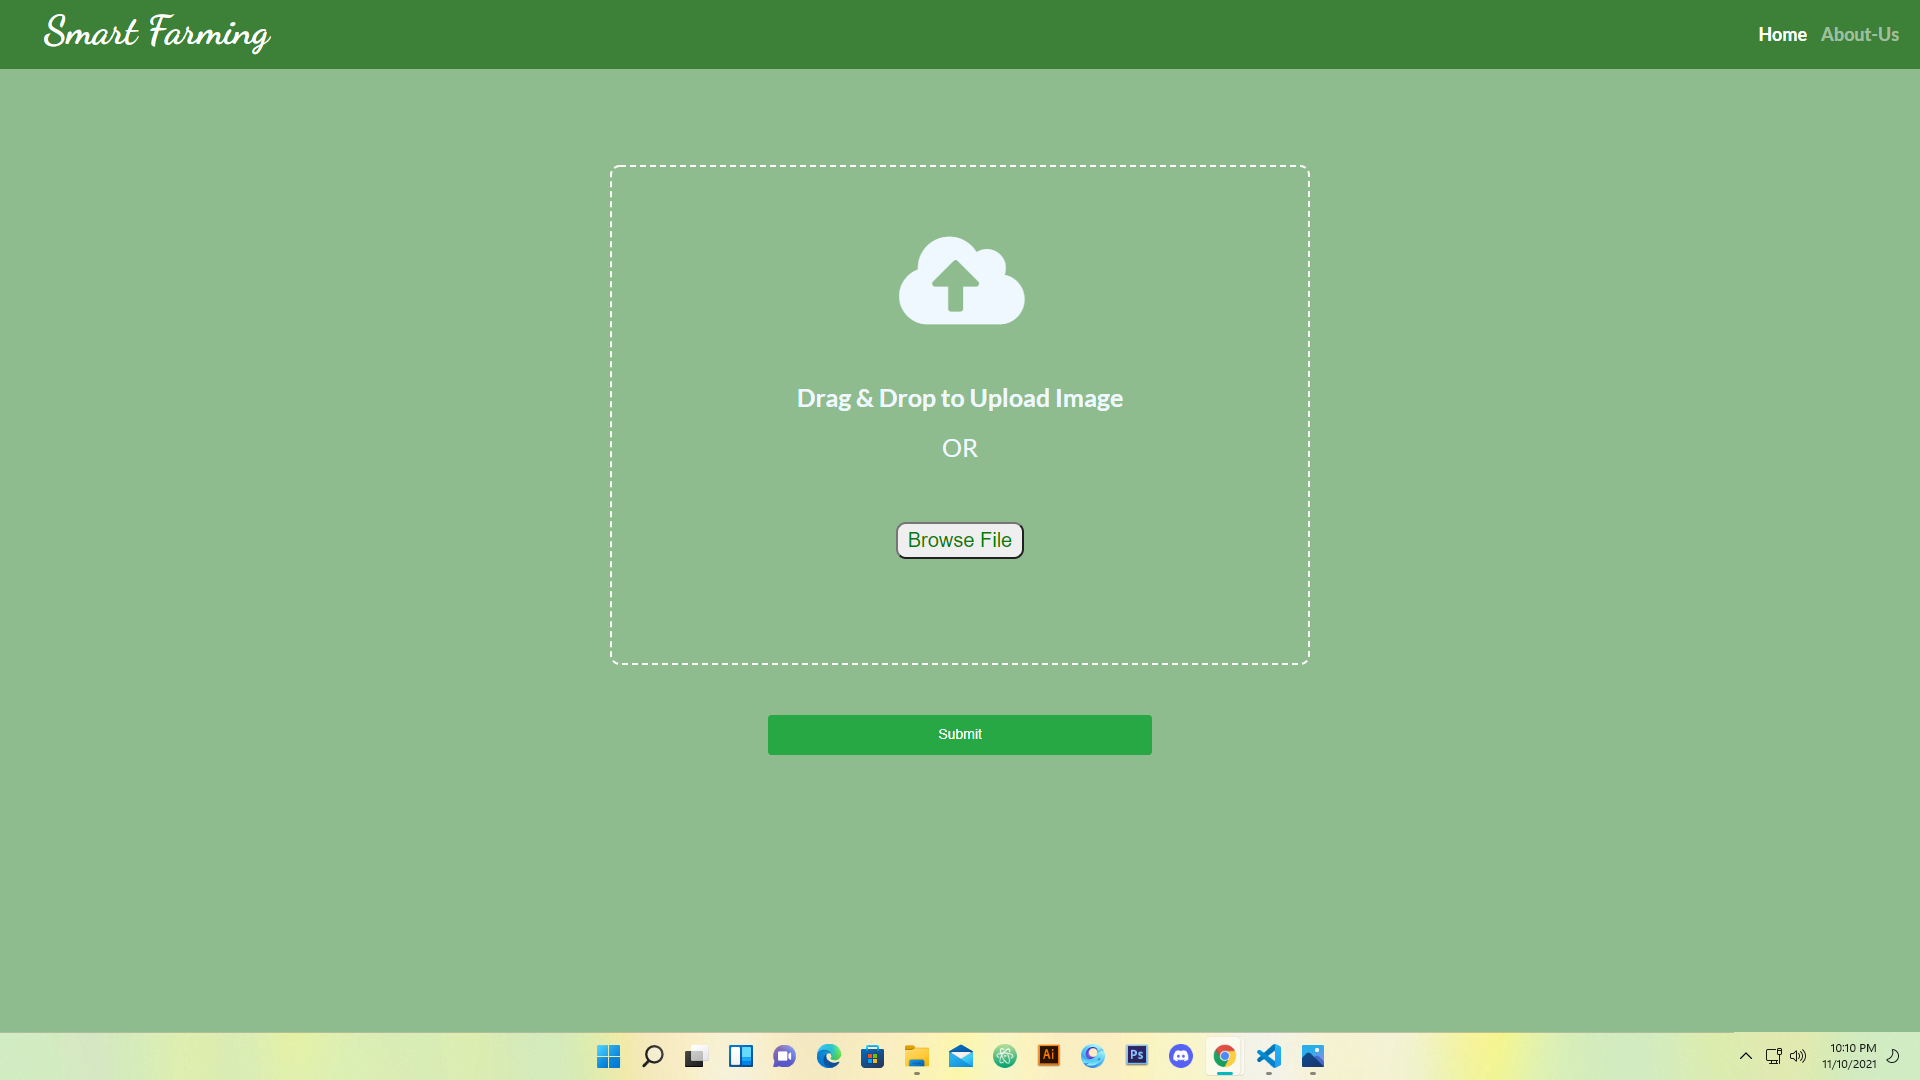 Smart Farming
Home About-Us
Drag & Drop to Upload Image
OR
Browse File
Submit
Ai
Ps
10:10 PM
11/10/2021